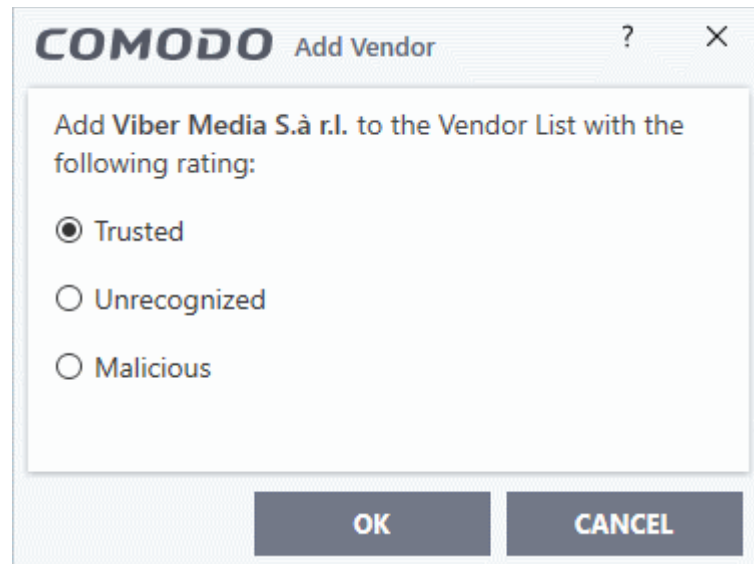 COMODO Add Vendor ?
Add Viber Media S.à r.l. to the Vendor List with the
following rating:
Trusted
Unrecognized
Malicious
OK CANCEL